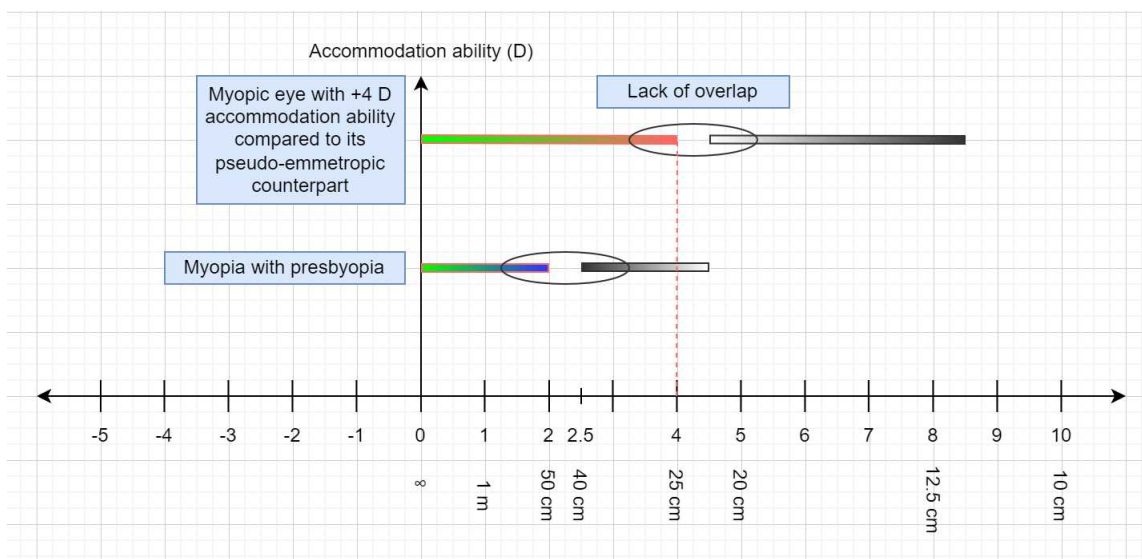 Accommodation ability (D)
Myopic eye with +4 D
accommodation ability
compared to its
pseudo-emmetropic
counterpart
Lack of overlap
Myopia with presbyopia
-5 -4 -3 -2 -1 0 1 2 2.5 4 5 6 7 8 9 10
∞ 1 m 50 cm 40 cm 25 cm 20 cm 12.5 cm 10 cm